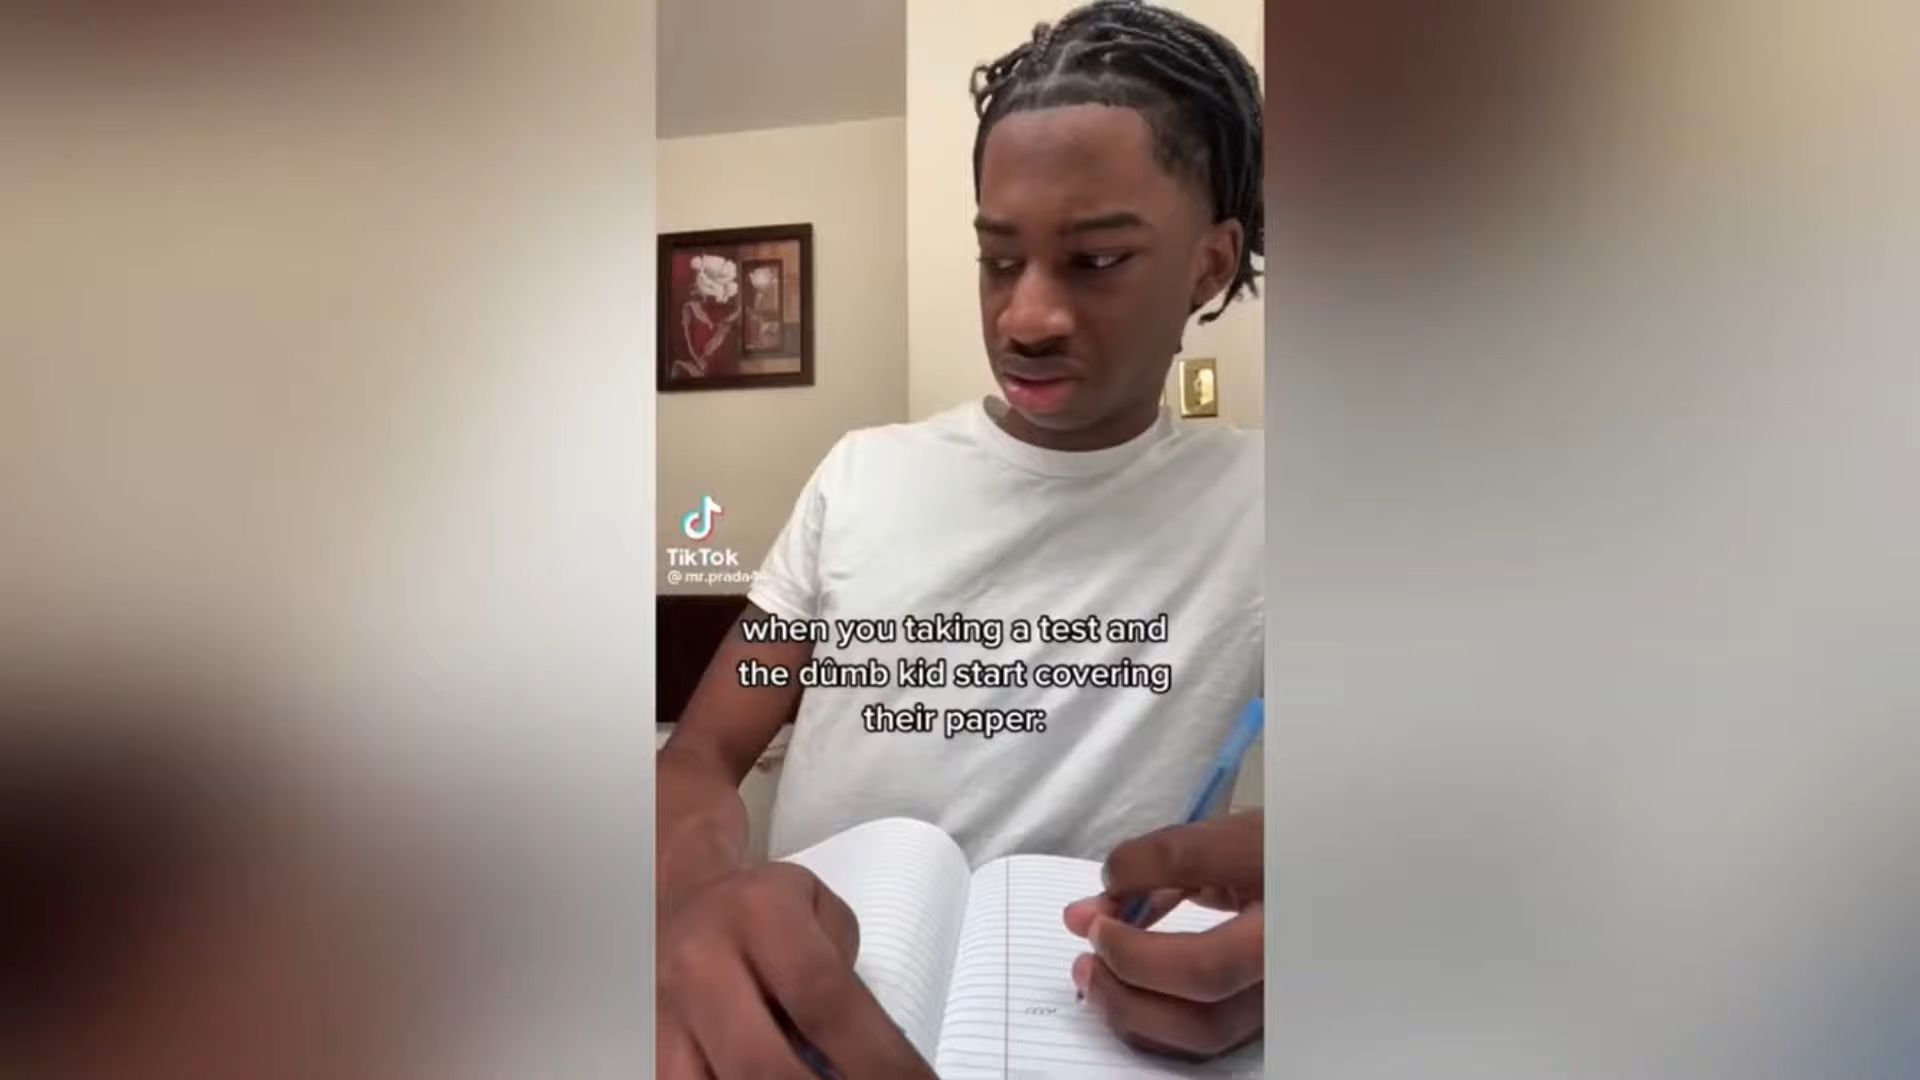 TikTok
when you taking a test and
the dûmb kid start covering
their paper: